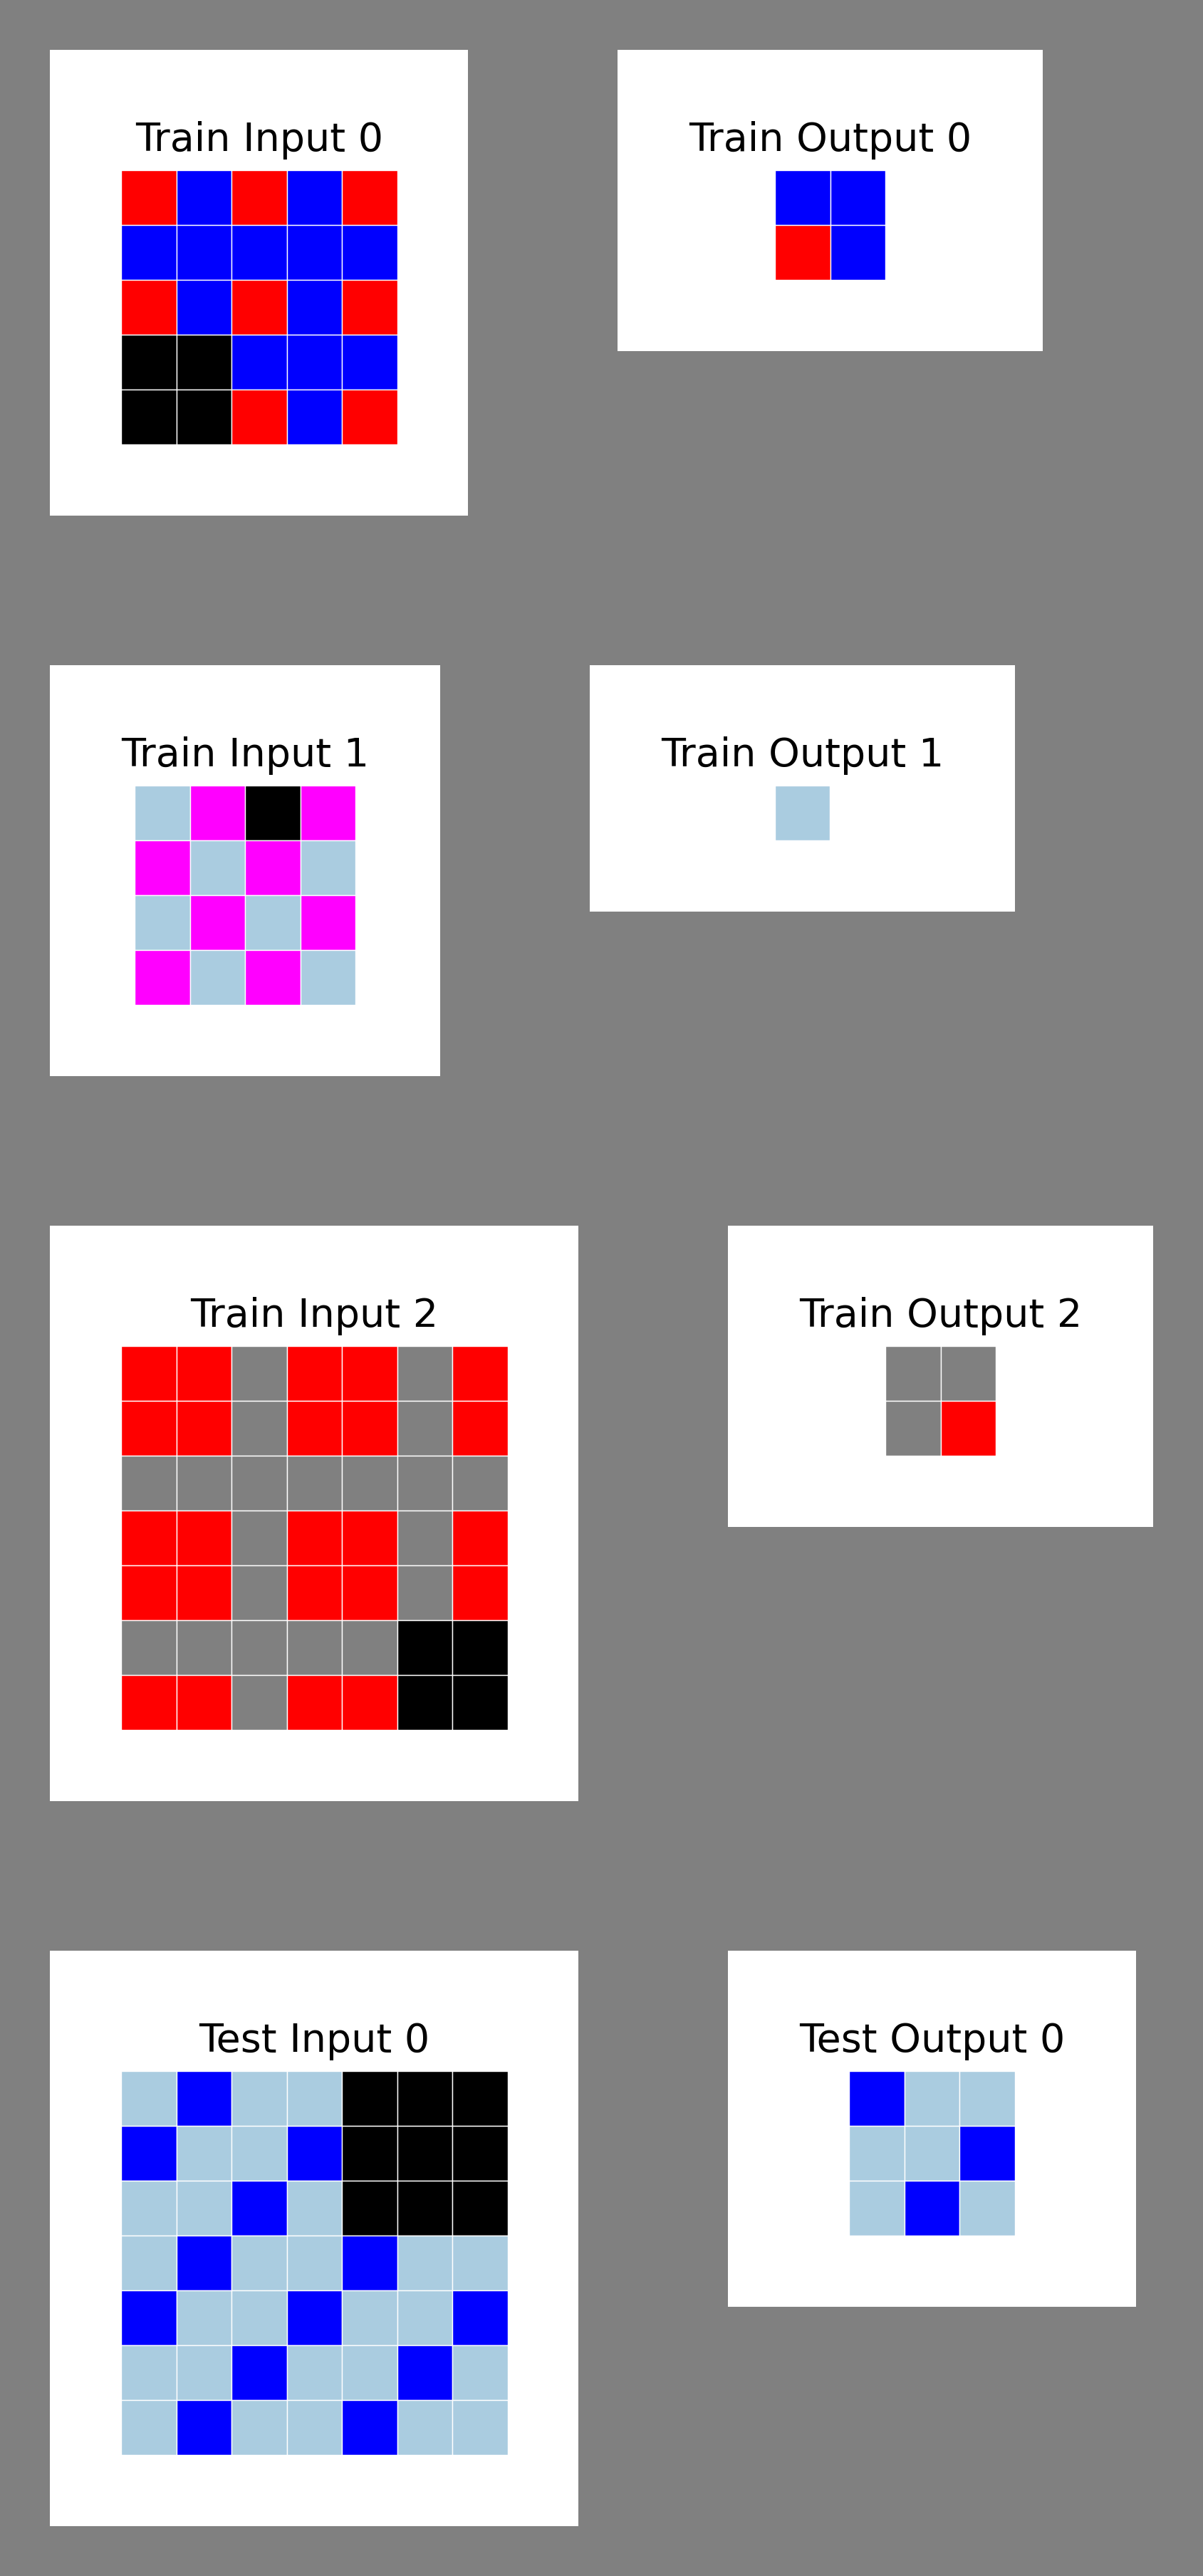 Train Input 0
Train Output 0
Train Input 1
Train Output 1
Train Input 2
Train Output 2
Test Input 0
Test Output 0